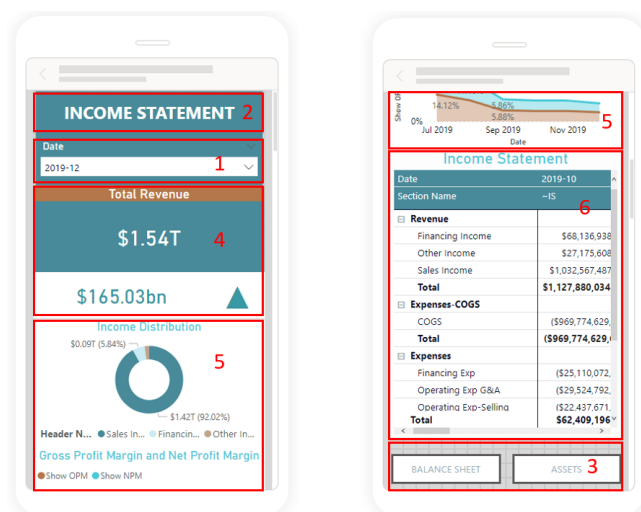 INCOME STATEMENT 2
Date
1
2019-12
Total Revenue
$1.54T 4
$165.03bn
Income Distribution
$0.09T (5.84%)
5
$1.42T (92.02%)
Header N... Sales In... Financin... Other In...
Gross Profit Margin and Net Profit Margin
Show OPM Show NPM
Show OP
14.12% 5.86%
5.88%
5
0%
Jul 2019 Sep 2019 Nov 2019
Date
Income Statement
Date 2019-10
Section Name ~IS
6
Revenue
Financing Income $68,136,938
Other Income $27,175,608
Sales Income $1,032,567,487
Total $1,127,880,034
Expenses-COGS
COGS ($969,774,629,
Total ($969,774,629,
Expenses
Financing Exp ($25,110,072,
Operating Exp G&A ($29,524,792,
Operating Exp-Selling ($22,437,671,
Total $62,409,196
BALANCE SHEET ASSETS 3